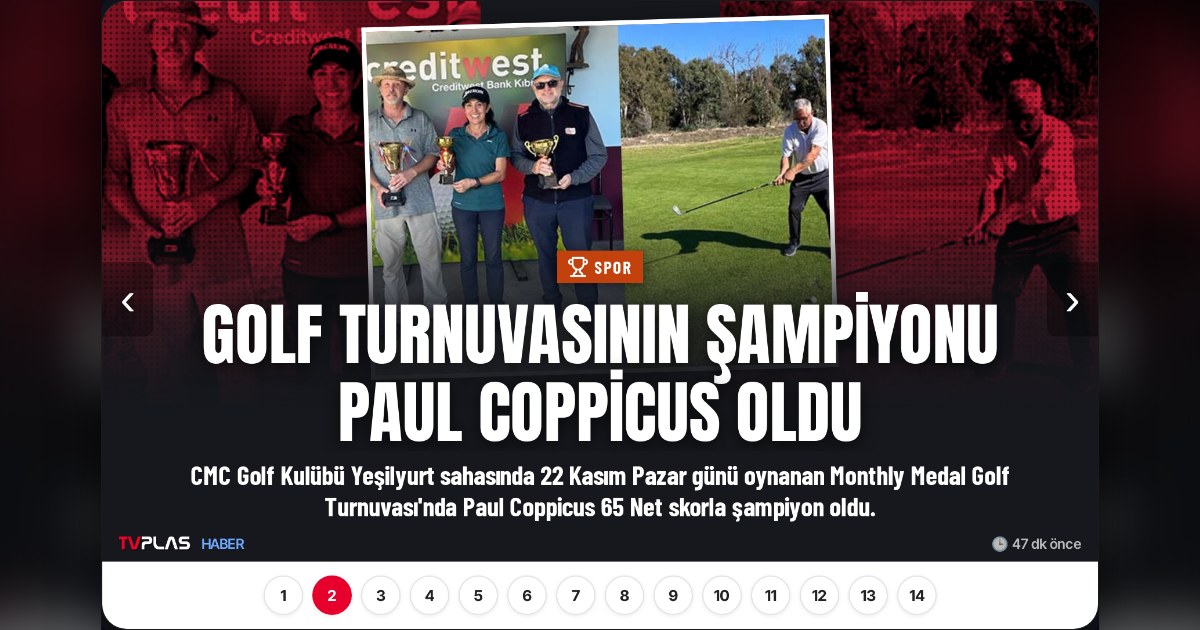 creditwest
Creditwest Bank Kıbr
SPOR
GOLF TURNUVASININ ŞAMPİYONU
PAUL COPPİCUS OLDU
CMC Golf Kulübü Yeşilyurt sahasında 22 Kasım Pazar günü oynanan Monthly Medal Golf
Turnuvası'nda Paul Coppicus 65 Net skorla şampiyon oldu.
TVPLAS HABER
47 dk önce
1 2 3 4 5 6 7 8 9 10 11 12 13 14